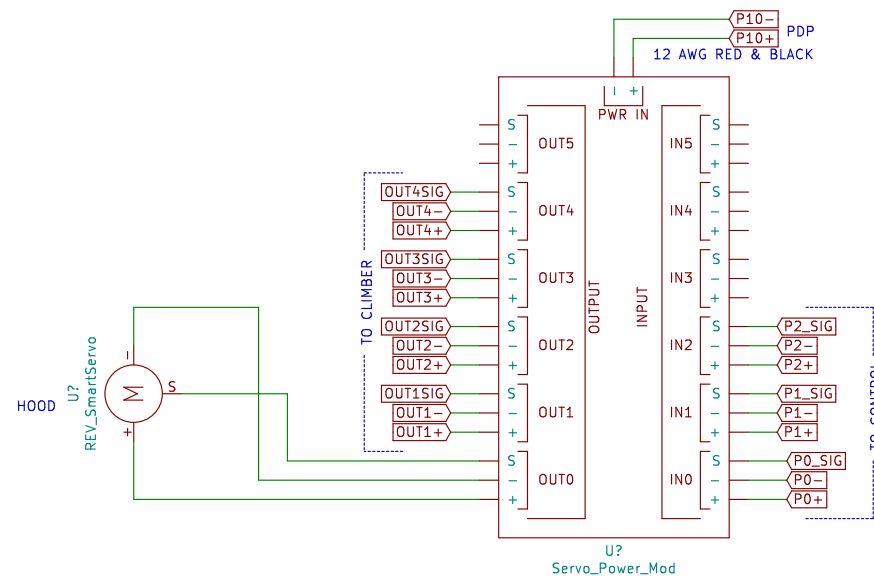 P10-
PDP
P10+
12 AWG RED & BLACK
- +
PWR IN
S
-
+
OUT5
IN5
S
-
+
OUT4SIG
OUT4-
OUT4+
S
-
+
OUT4
IN4
S
-
+
OUT3SIG
OUT3-
OUT3+
S
-
+
OUT3
IN3
S
-
+
TO CLIMBER
OUTPUT
INPUT
OUT2SIG
OUT2-
OUT2+
S
-
+
OUT2
IN2
S
-
+
P2_SIG
P2-
P2+
OUT1SIG
OUT1-
OUT1+
S
-
+
OUT1
IN1
S
-
+
P1_SIG
P1-
P1+
TO CONTROL
HOOD
U?
REV_SmartServo
-
M
S
+
S
-
+
OUT0
IN0
S
-
+
P0_SIG
P0-
P0+
U?
Servo_Power_Mod